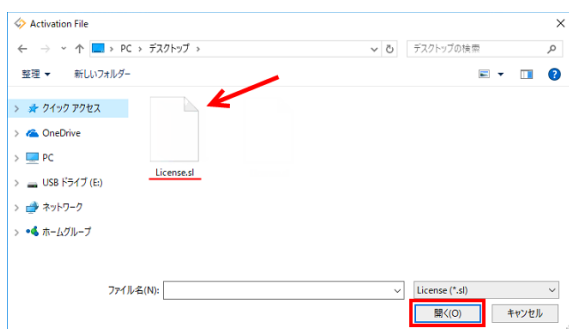 Activation File
PC › デスクトップ ›
デスクトップの検索
整理 新しいフォルダー
クイック アクセス
OneDrive
PC
USB ドライブ (E:)
ネットワーク
ホームグループ
License.sl
ファイル名(N):
License (*.sl)
開く(O) キャンセル